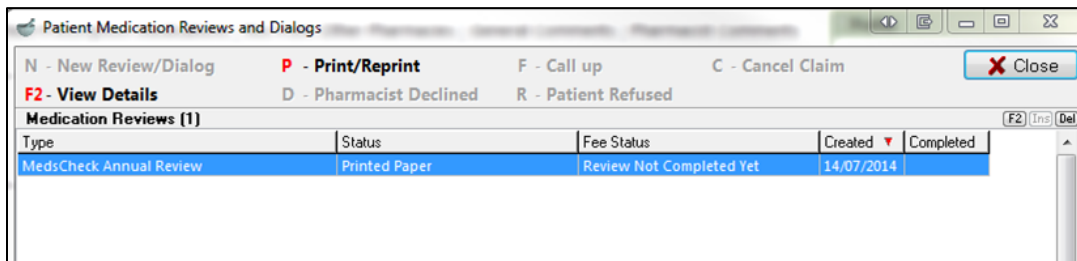 Patient Medication Reviews and Dialogs
N - New Review/Dialog P - Print/Reprint F - Call up C - Cancel Claim Close
F2 - View Details D - Pharmacist Declined R - Patient Refused
Medication Reviews (1) F2 Ins Del
Type Status Fee Status Created Completed
MedsCheck Annual Review Printed Paper Review Not Completed Yet 14/07/2014